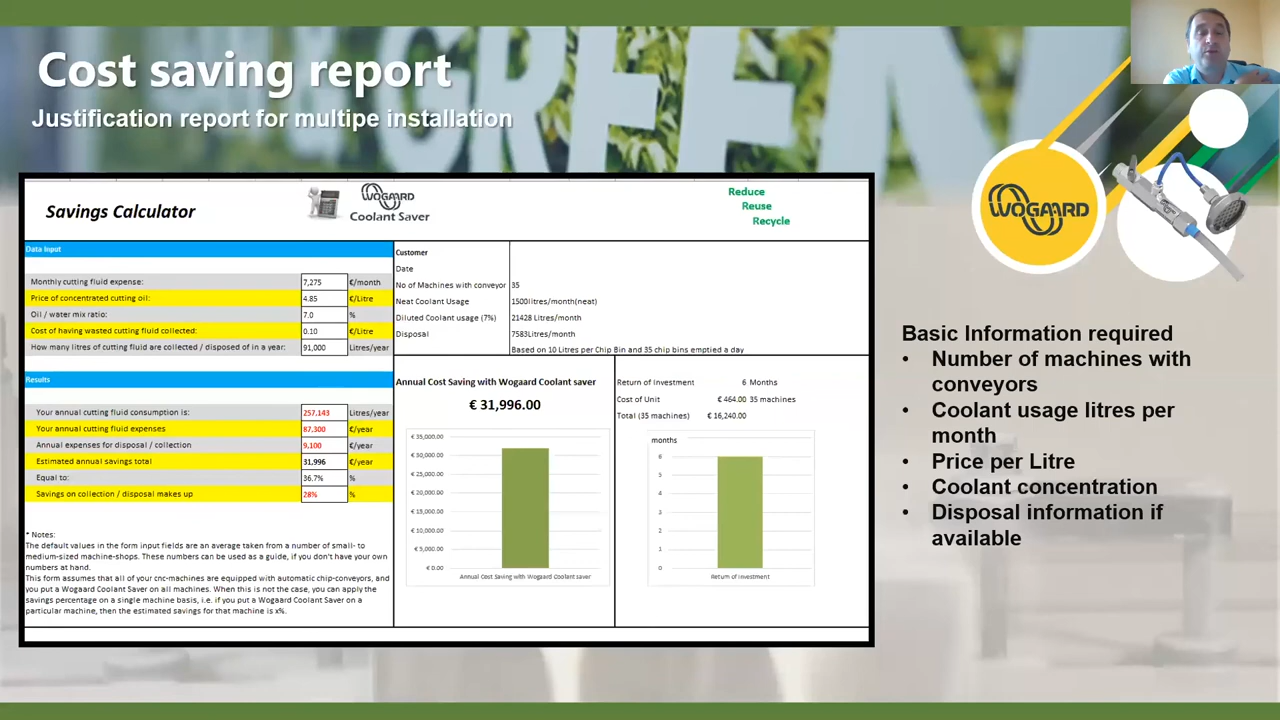 GREEN
Cost saving report
Justification report for multipe installation
Savings Calculator
WOGAARD
Coolant Saver
Reduce
Reuse
Recycle
Data Input
Monthly cutting fluid expense: 7,275 €/month
Price of concentrated cutting oil: 4.85 €/Litre
Oil / water mix ratio: 7.0 %
Cost of having wasted cutting fluid collected: 0.10 €/Litre
How many litres of cutting fluid are collected / disposed of in a year: 91,000 Litres/year
Customer
Date
No of Machines with conveyor 35
Neat Coolant Usage 1500litres/month(neat)
Diluted Coolant usage (7%) 21428 Litres/month
Disposal 7583Litres/month
Based on 10 Litres per Chip Bin and 35 chip bins emptied a day
Results
Your annual cutting fluid consumption is: 257,143 Litres/year
Your annual cutting fluid expenses 87,300 €/year
Annual expenses for disposal / collection 9,100 €/year
Estimated annual savings total 31,996 €/year
Equal to: 36.7% %
Savings on collection / disposal makes up 28% %
* Notes:
The default values in the form input fields are an average taken from a number of small- to
medium-sized machine-shops. These numbers can be used as a guide, if you don't have your own
numbers at hand.
This form assumes that all of your cnc-machines are equipped with automatic chip-conveyors, and
you put a Wogaard Coolant Saver on all machines. When this is not the case, you can apply the
savings percentage on a single machine basis, i.e. if you put a Wogaard Coolant Saver on a
particular machine, then the estimated savings for that machine is x%.
Annual Cost Saving with Wogaard Coolant saver
€ 31,996.00
€ 35,000.00
€ 30,000.00
€ 25,000.00
€ 20,000.00
€ 15,000.00
€ 10,000.00
€ 5,000.00
€ 0.00
Annual Cost Saving with Wogaard Coolant saver
Return of Investment 6 Months
Cost of Unit € 464.00 35 machines
Total (35 machines) € 16,240.00
months
6
5
4
3
2
1
0
Return of Investment
WOGAARD
Basic Information required
• Number of machines with
conveyors
• Coolant usage litres per
month
• Price per Litre
• Coolant concentration
• Disposal information if
available